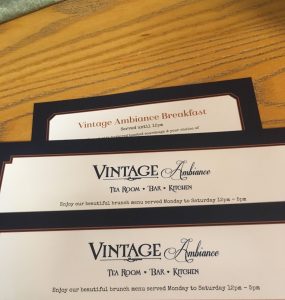 Vintage Ambiance Breakfast
Served until 12pm
VINTAGE Ambiance
TEA ROOM • BAR • KITCHEN
Enjoy our beautiful brunch menu served Monday to Saturday 12pm - 5pm
VINTAGE Ambiance
TEA ROOM • BAR • KITCHEN
Enjoy our beautiful brunch menu served Monday to Saturday 12pm - 5pm